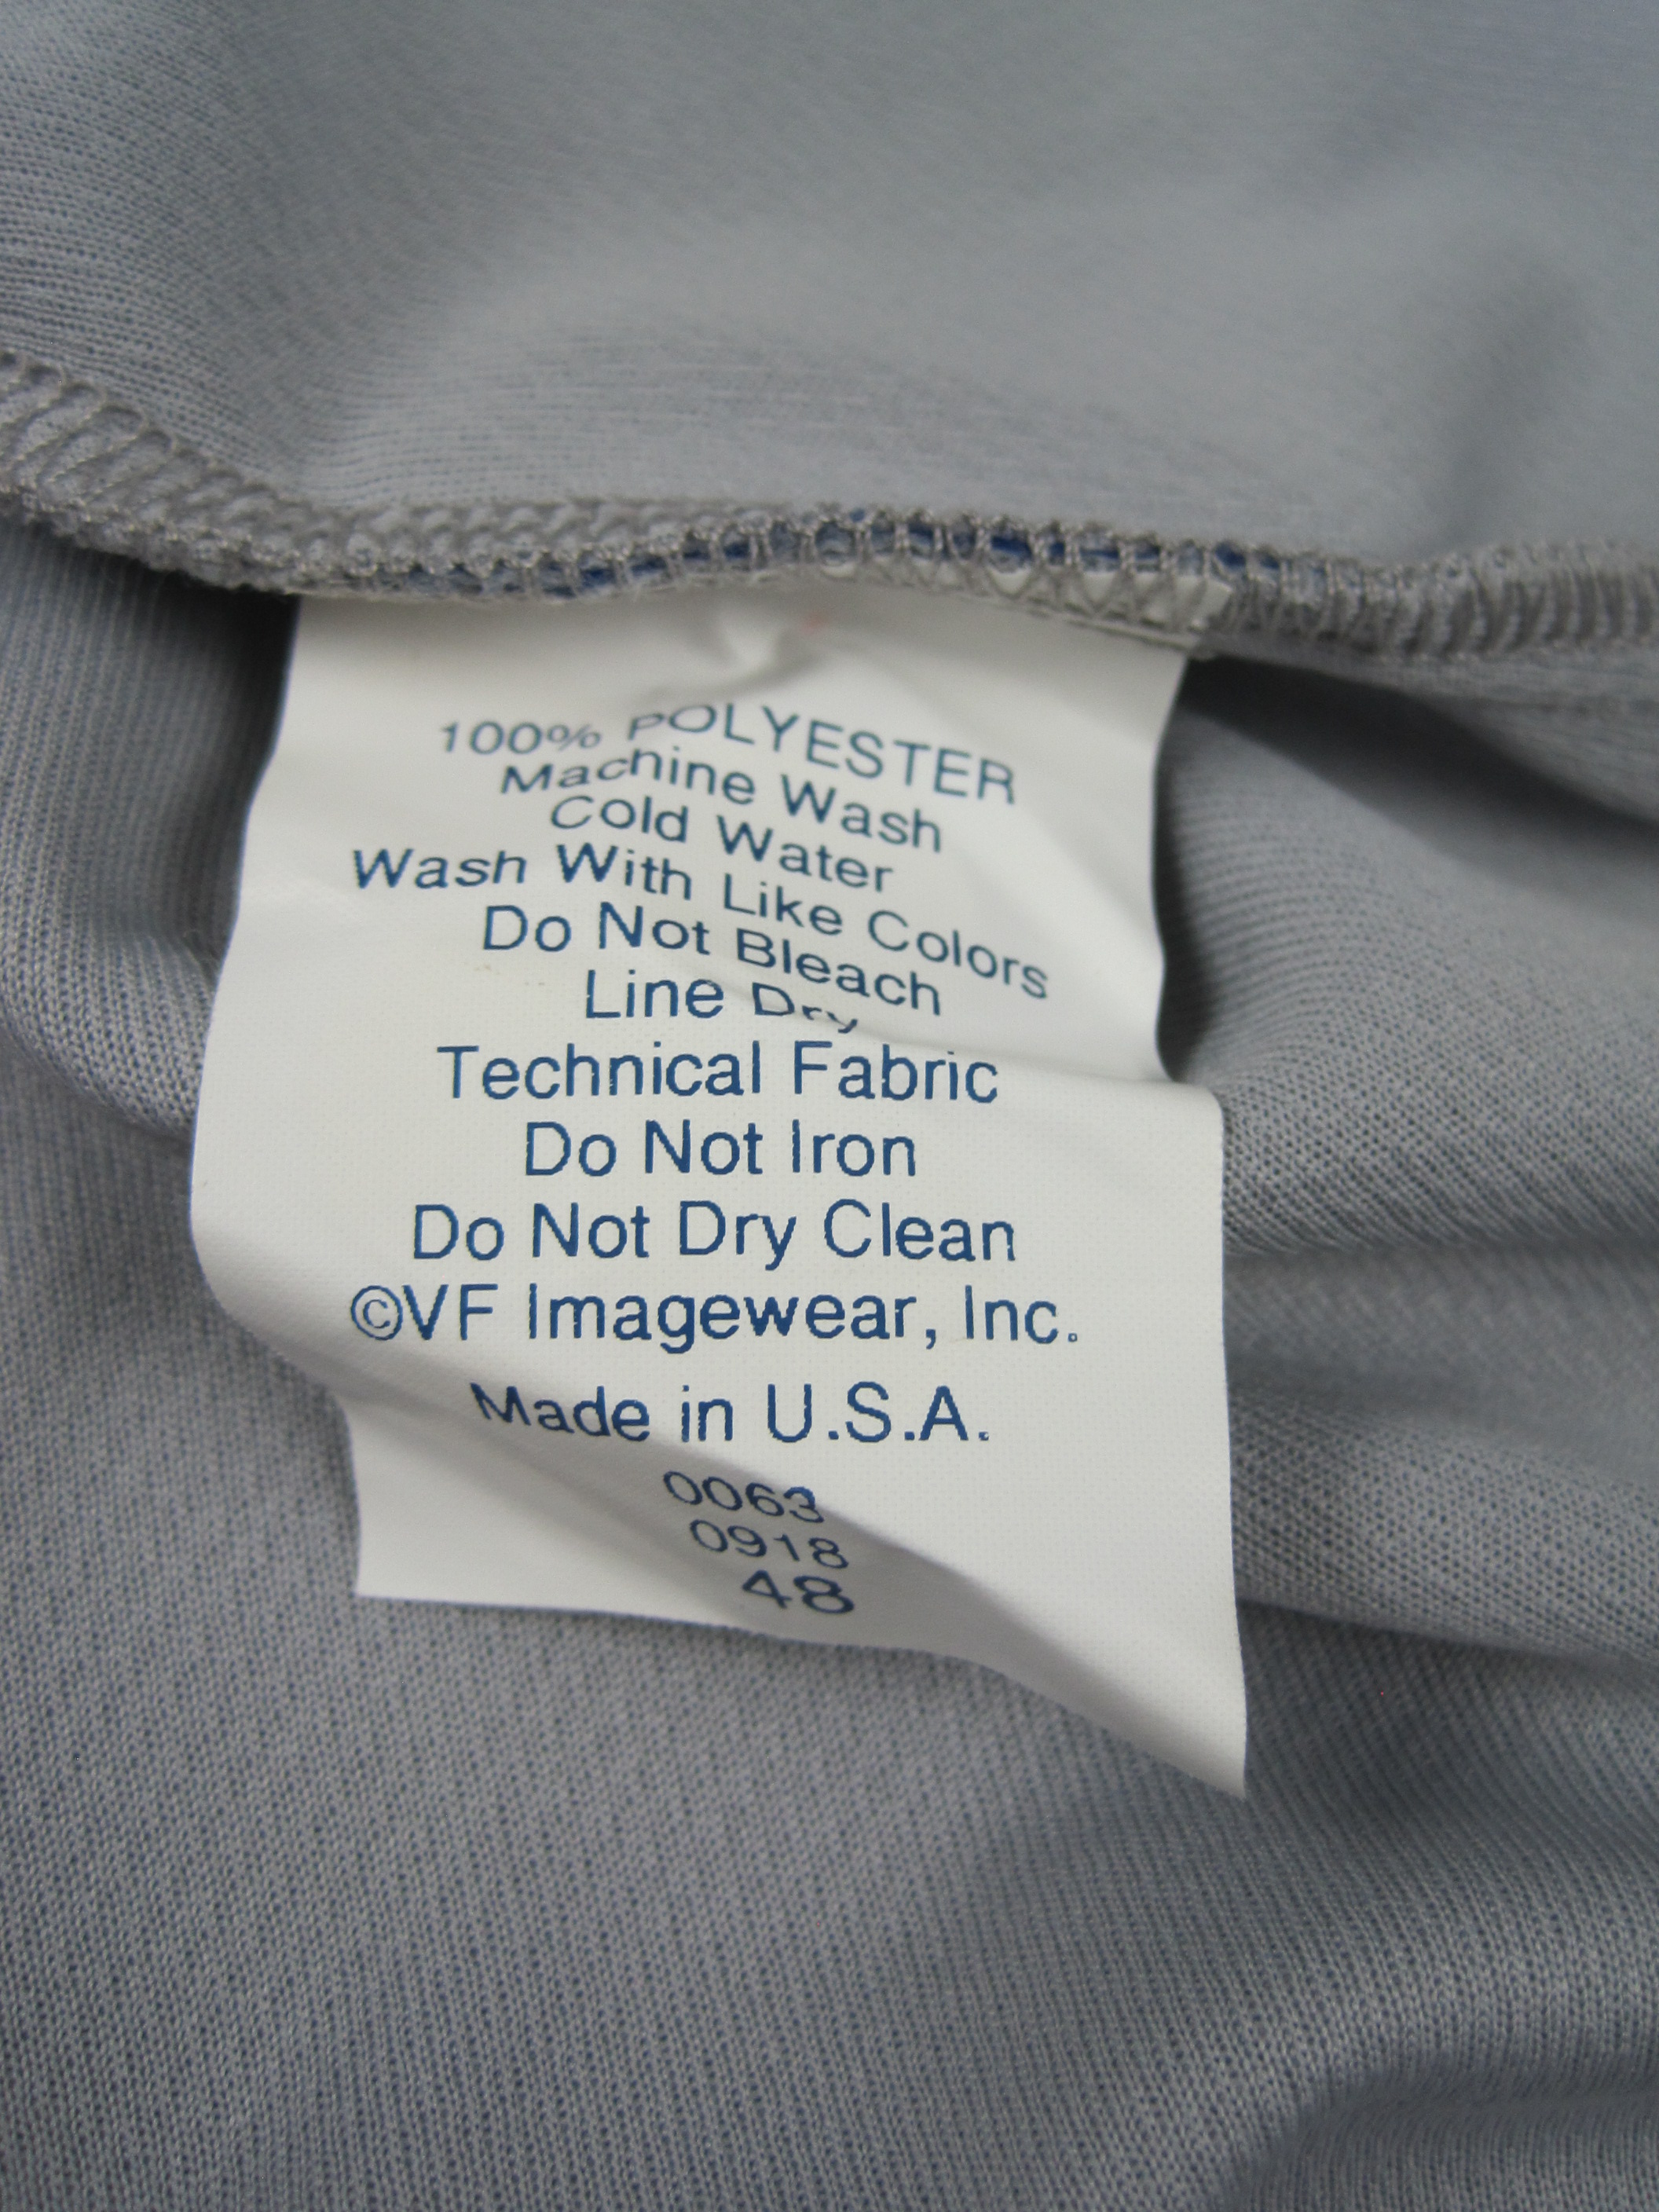 100% POLYESTER
Machine Wash
Cold Water
Wash With Like Colors
Do Not Bleach
Line Dry
Technical Fabric
Do Not Iron
Do Not Dry Clean
©VF Imagewear, Inc.
Made in U.S.A.
0063
0918
48